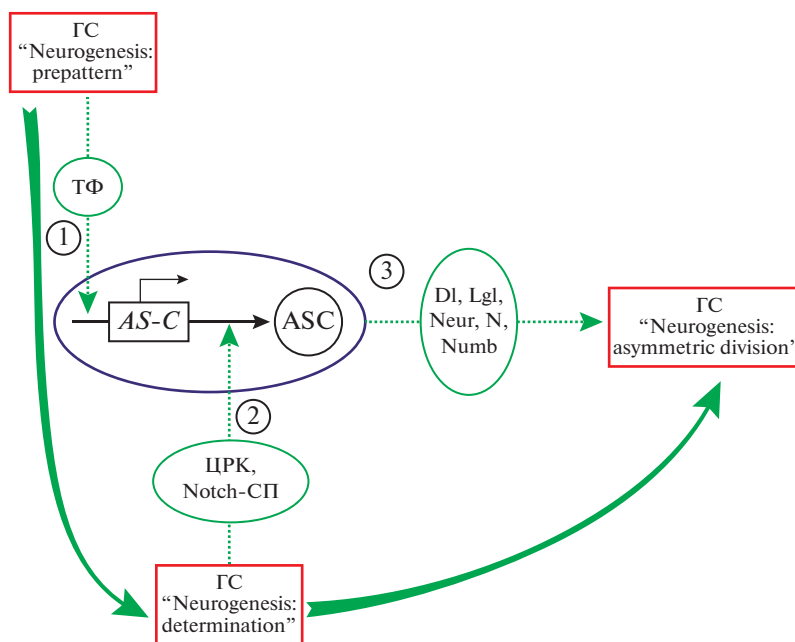 ГС
“Neurogenesis:
prepattern”
ТФ
1
3
AS-C
ASC
Dl, Lgl,
Neur, N,
Numb
ГС
“Neurogenesis:
asymmetric division”
2
ЦРК,
Notch-СП
ГС
“Neurogenesis:
determination”